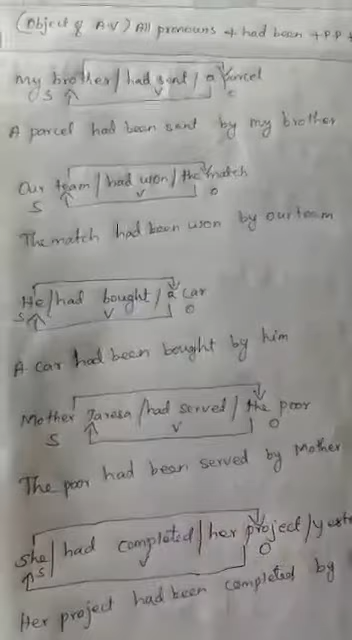 (Object of A.V) All pronouns + had been + P.P +
My brother / had sent / a parcel
S V O
A parcel had been sent by my brother
Our team / had won / the match
S V O
The match had been won by our team
He / had bought / a car
S V O
A car had been bought by him
Mother Taresa / had served / the poor
S V O
The poor had been served by Mother
She / had completed / her project /
S V O
Her project had been completed by